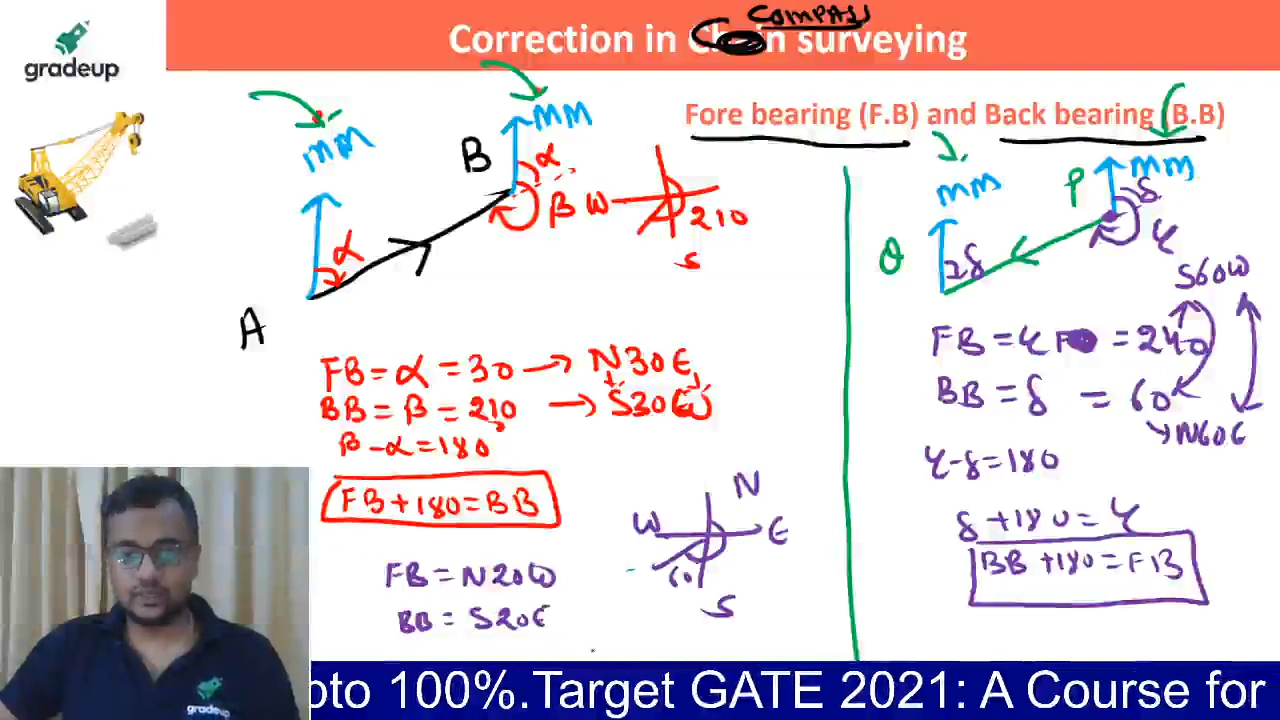 COMPASS
Correction in Chain surveying
gradeup
Fore bearing (F.B) and Back bearing (B.B)
MM
MM
B
α
β
W
210
S
MM
α
A
FB = α = 30 → N30E
BB = β = 210 → S30W
β - α = 180
FB + 180 = BB
FB = N20W
BB = S20E
N
W
E
60
S
MM
MM
P
δ
Q
δ
S60W
= 240
BB = δ = 60
N60E
= 180
δ + 180 =
BB + 180 = FB
gradeup
pto 100%.Target GATE 2021: A Course for